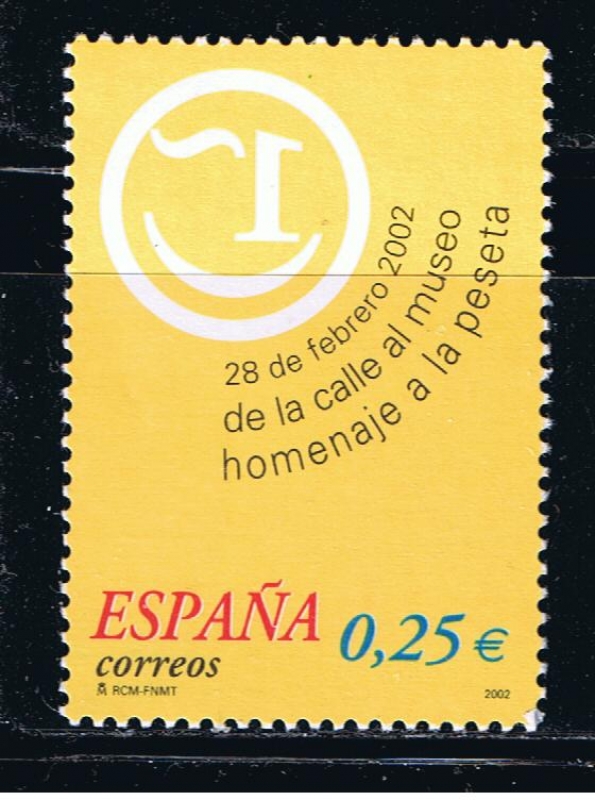 1
28 de febrero 2002
de la calle al museo
homenaje a la peseta
ESPAÑA 0,25 €
correos
RCM-FNMT 2002